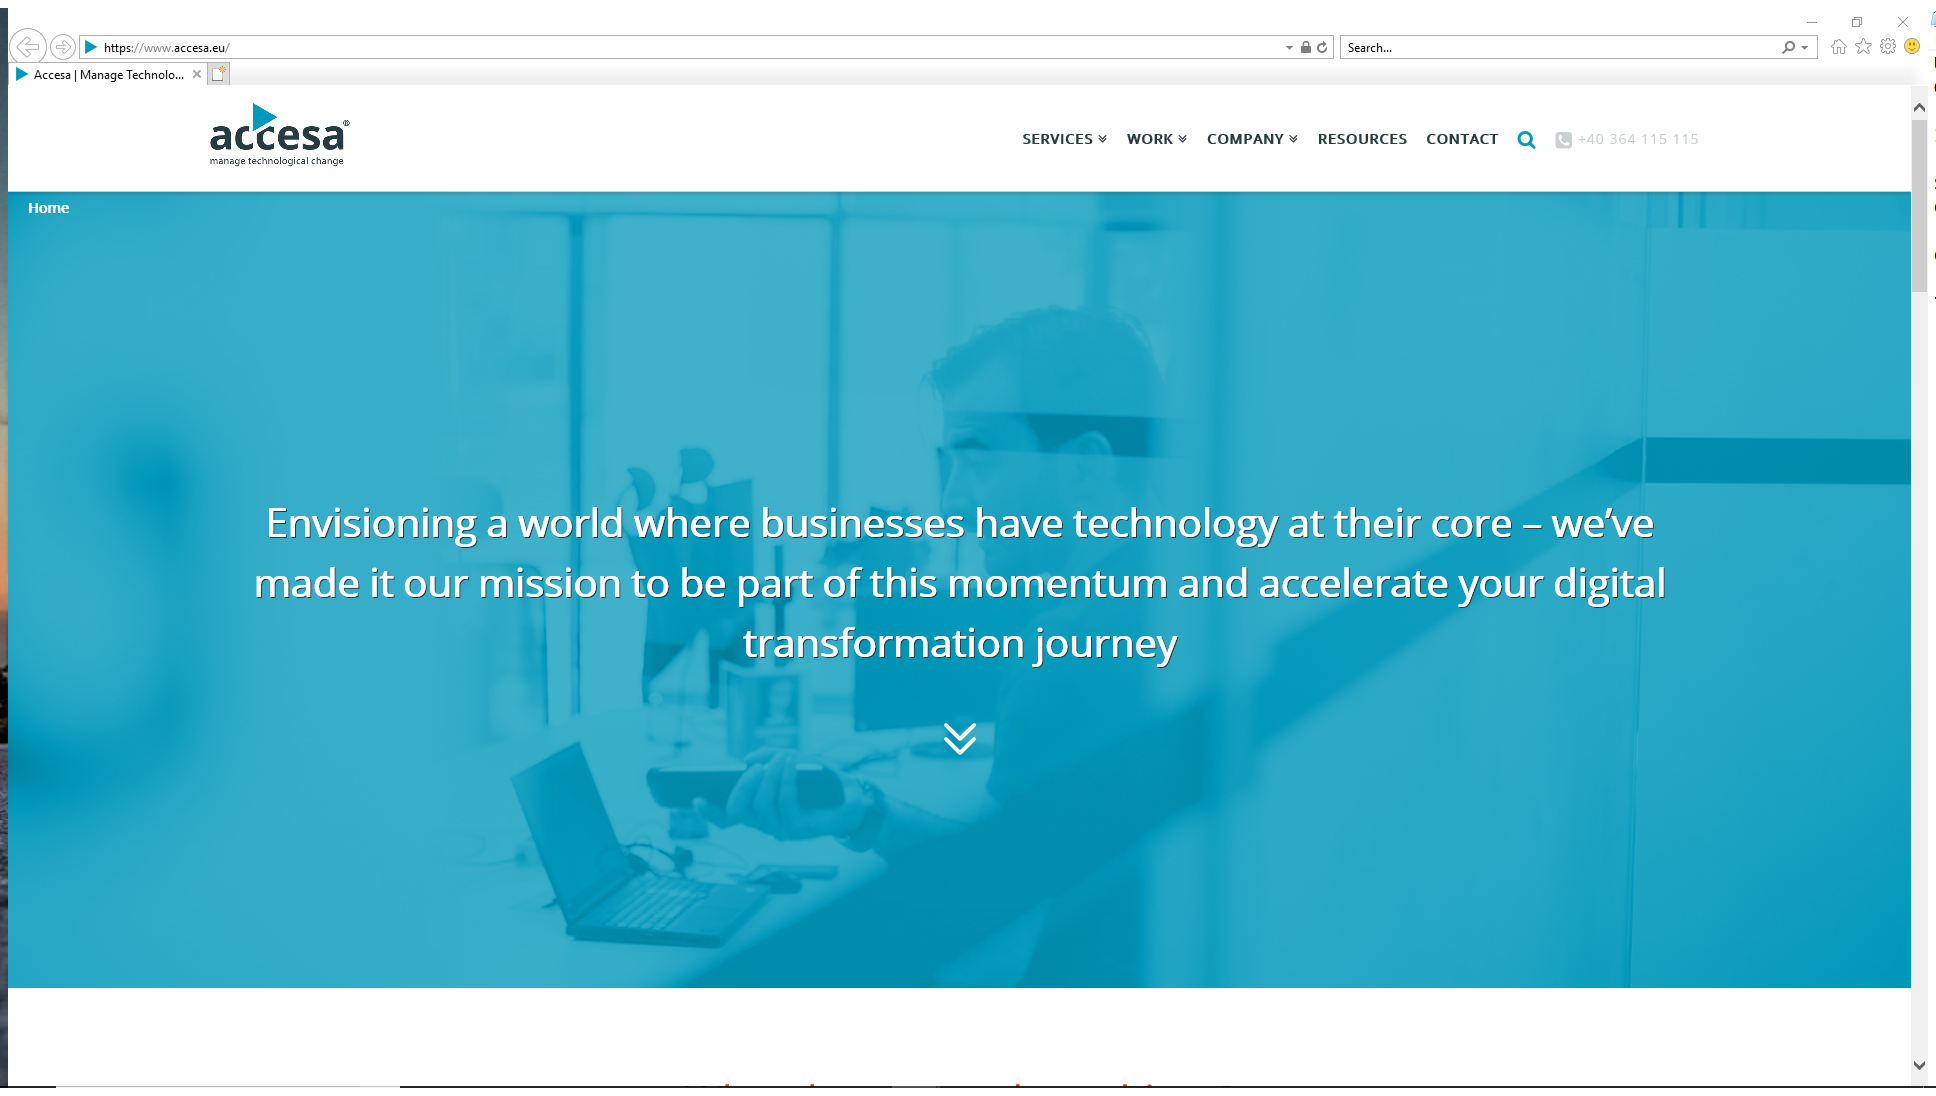 https://www.accesa.eu/
Search...
Accesa | Manage Technolo...
accesa®
manage technological change
SERVICES
WORK
COMPANY
RESOURCES
CONTACT
+40 364 115 115
Home
Envisioning a world where businesses have technology at their core – we’ve
made it our mission to be part of this momentum and accelerate your digital
transformation journey